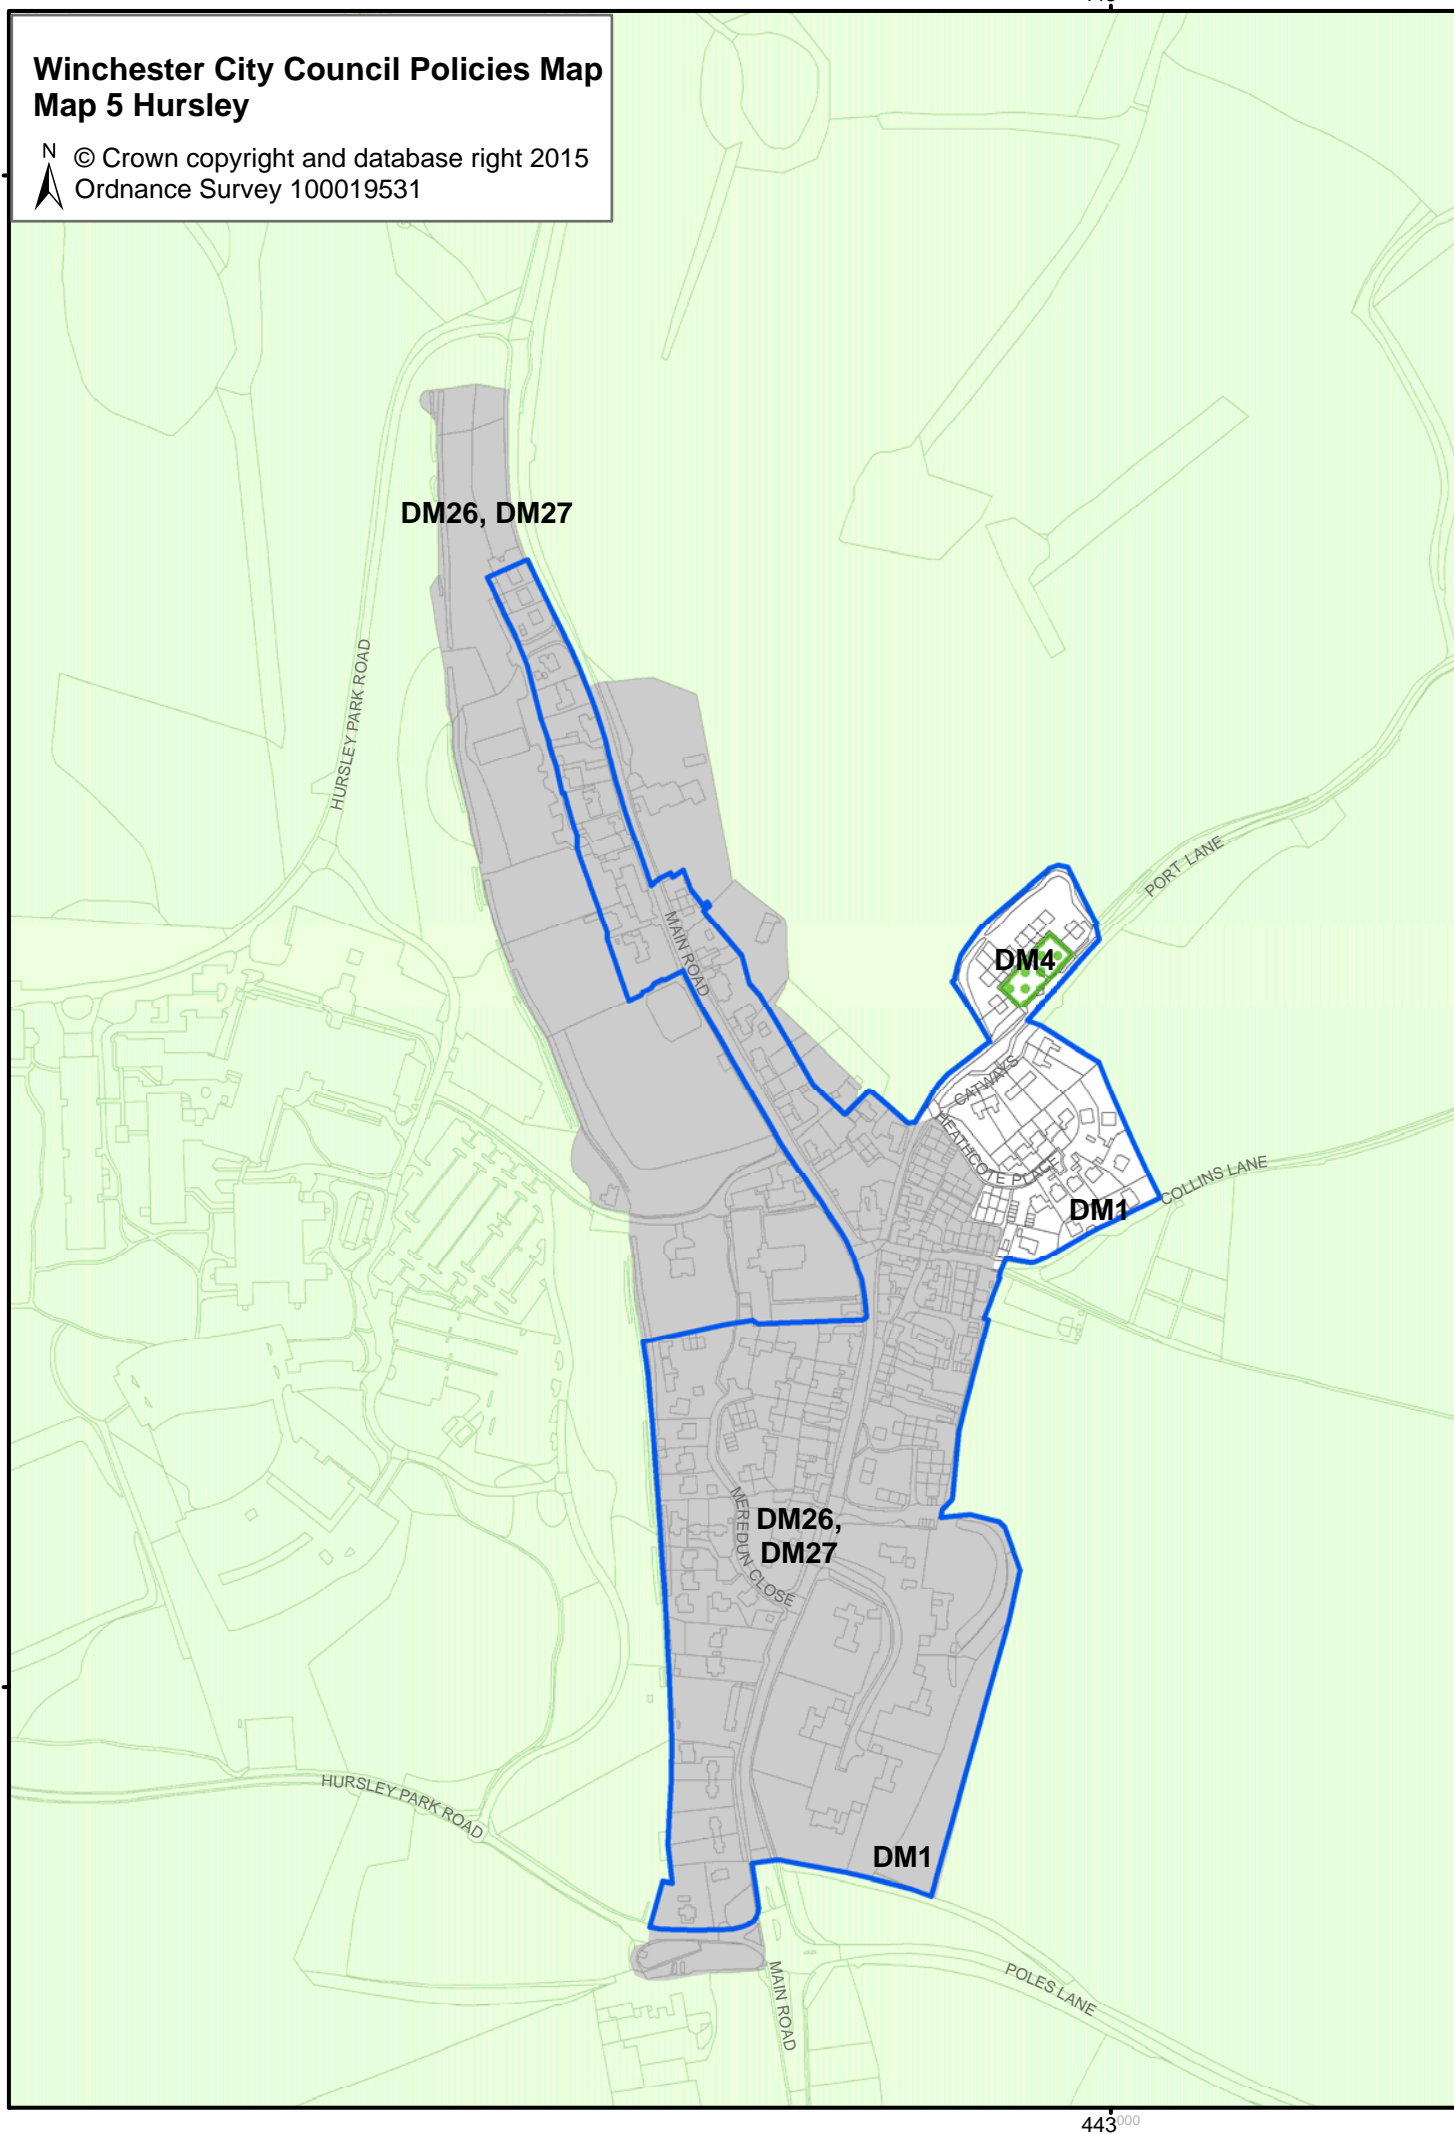 Winchester City Council Policies Map
Map 5 Hursley
N
© Crown copyright and database right 2015
Ordnance Survey 100019531
DM26, DM27
HURSLEY PARK ROAD
PORT LANE
MAIN ROAD
DM4
CATWAYS
HEATHCOTE PLACE
COLLINS LANE
DM1
MEREDUN CLOSE
DM26,
DM27
HURSLEY PARK ROAD
DM1
POLES LANE
MAIN ROAD
443000